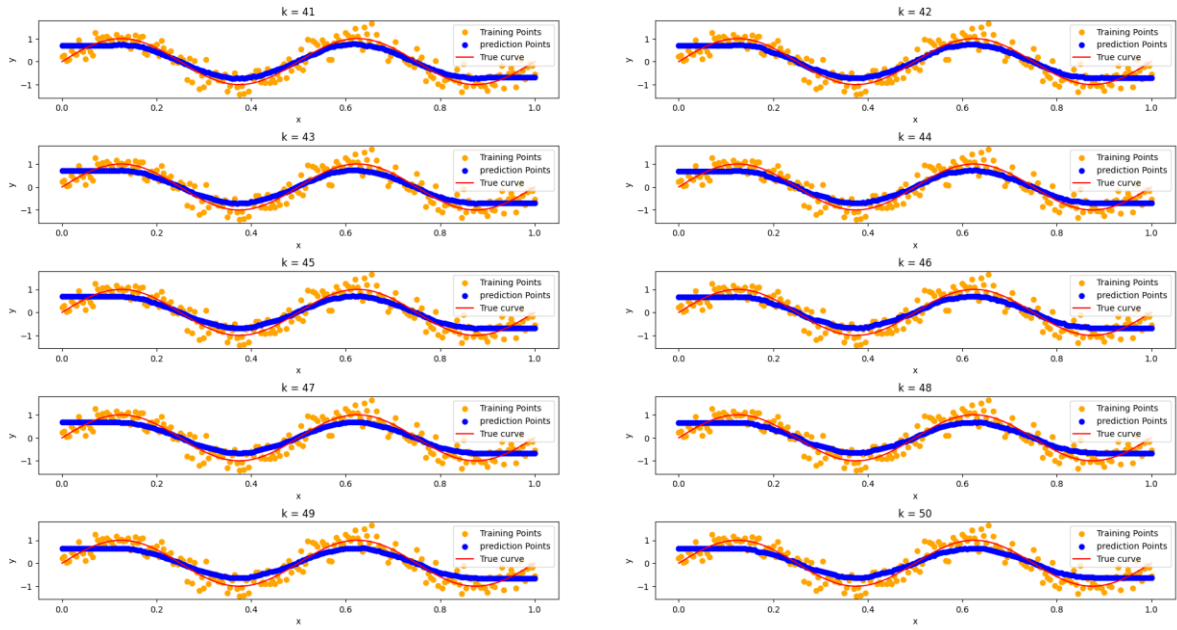 k = 41
Training Points
prediction Points
True curve
1
0
−1
y
0.0 0.2 0.4 0.6 0.8 1.0
x
k = 42
Training Points
prediction Points
True curve
1
0
−1
y
0.0 0.2 0.4 0.6 0.8 1.0
x
k = 43
Training Points
prediction Points
True curve
1
0
−1
y
0.0 0.2 0.4 0.6 0.8 1.0
x
k = 44
Training Points
prediction Points
True curve
1
0
−1
y
0.0 0.2 0.4 0.6 0.8 1.0
x
k = 45
Training Points
prediction Points
True curve
1
0
−1
y
0.0 0.2 0.4 0.6 0.8 1.0
x
k = 46
Training Points
prediction Points
True curve
1
0
−1
y
0.0 0.2 0.4 0.6 0.8 1.0
x
k = 47
Training Points
prediction Points
True curve
1
0
−1
y
0.0 0.2 0.4 0.6 0.8 1.0
x
k = 48
Training Points
prediction Points
True curve
1
0
−1
y
0.0 0.2 0.4 0.6 0.8 1.0
x
k = 49
Training Points
prediction Points
True curve
1
0
−1
y
0.0 0.2 0.4 0.6 0.8 1.0
x
k = 50
Training Points
prediction Points
True curve
1
0
−1
y
0.0 0.2 0.4 0.6 0.8 1.0
x